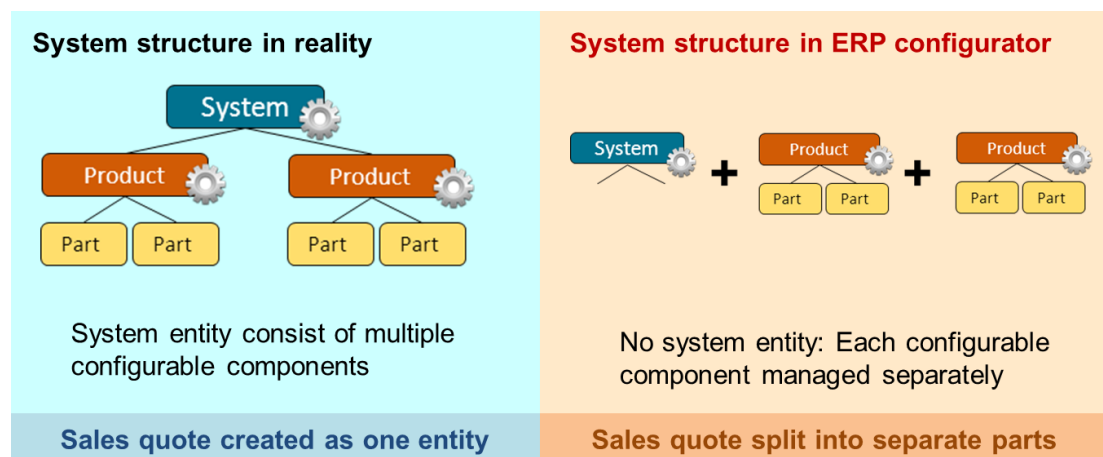 System structure in reality
System
Product
Product
Part
Part
Part
Part
System entity consist of multiple
configurable components
Sales quote created as one entity
System structure in ERP configurator
System
+
Product
+
Product
Part
Part
Part
Part
No system entity: Each configurable
component managed separately
Sales quote split into separate parts